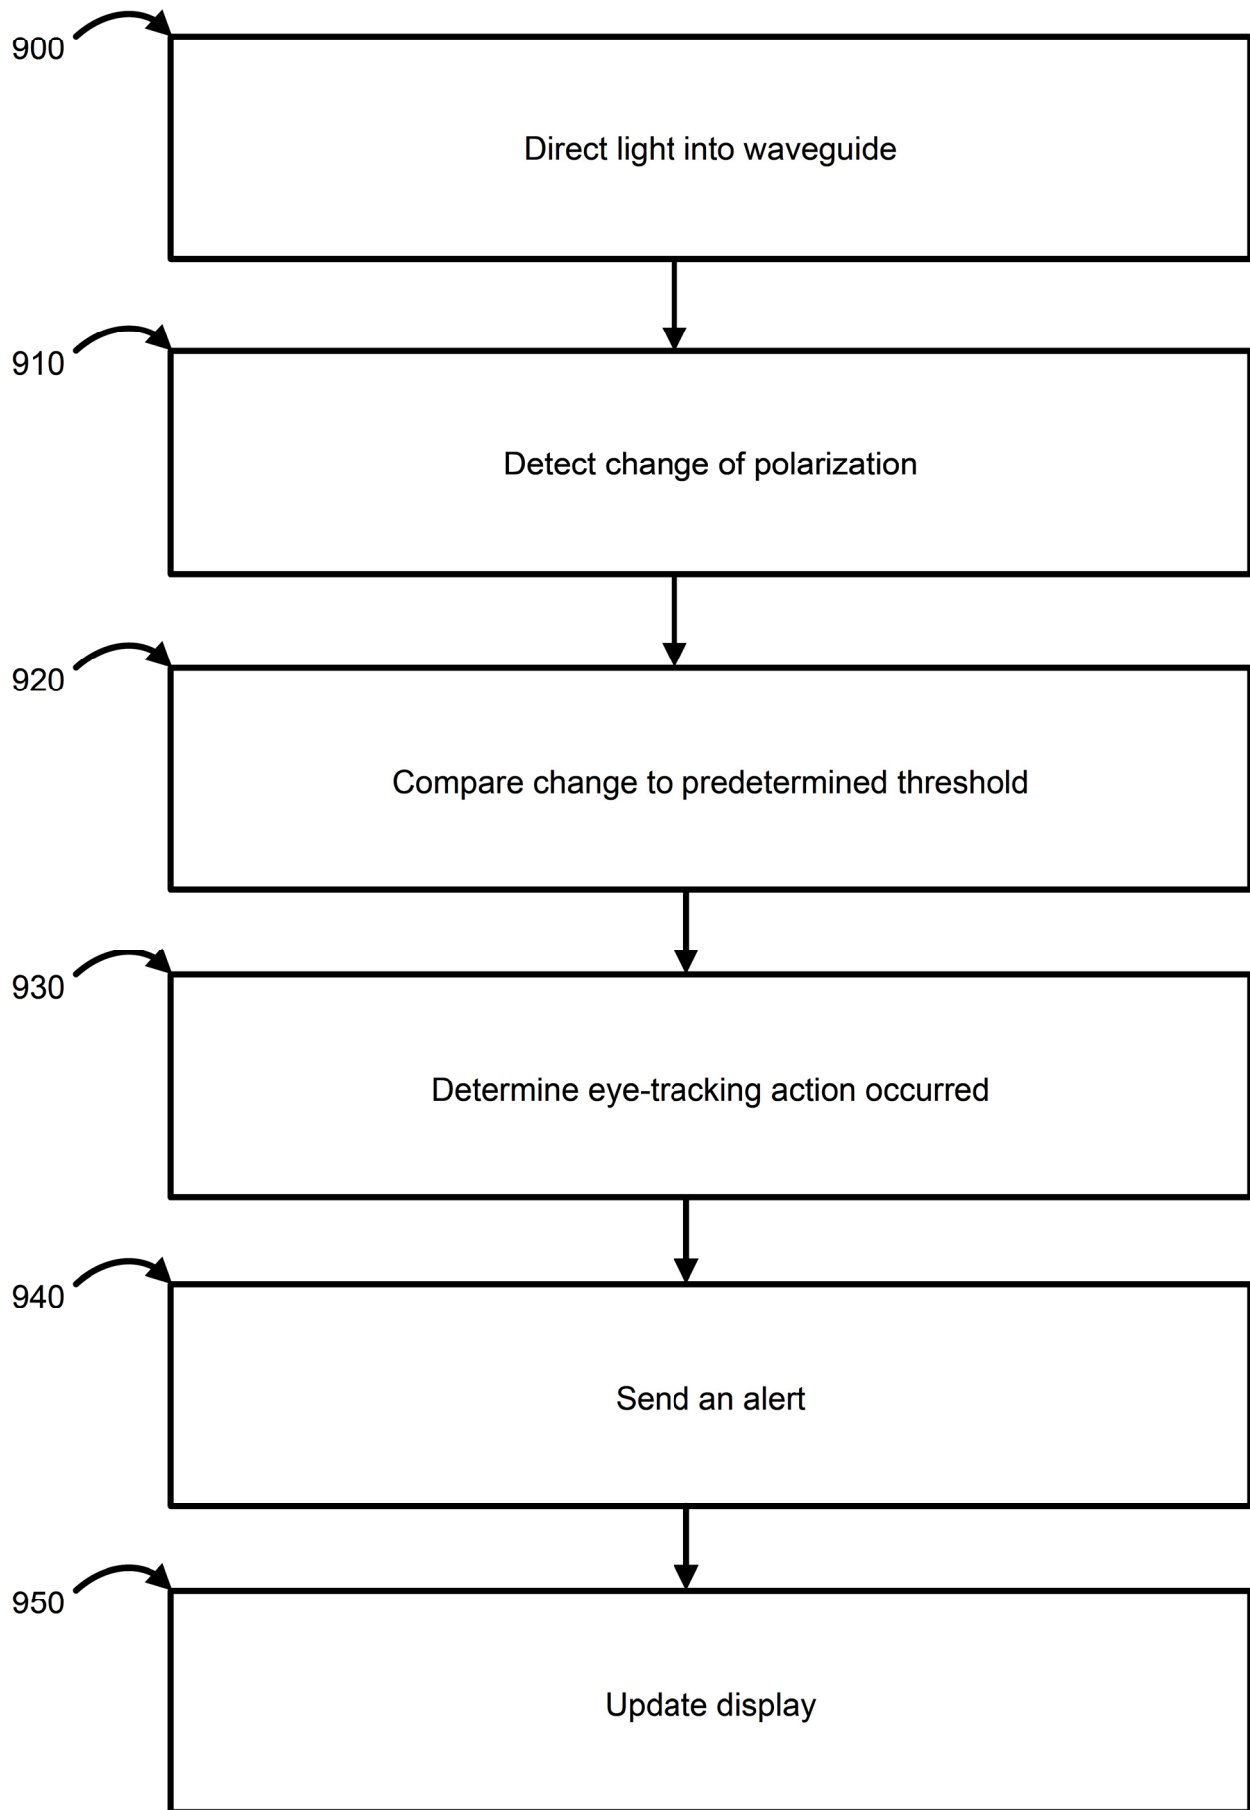 900
Direct light into waveguide
910
Detect change of polarization
920
Compare change to predetermined threshold
930
Determine eye-tracking action occurred
940
Send an alert
950
Update display